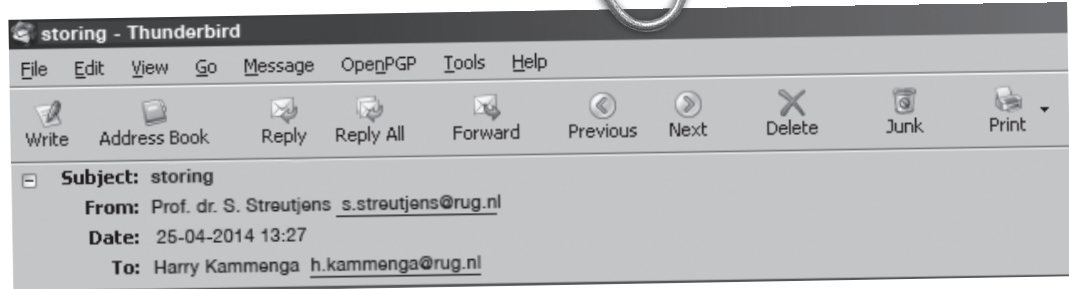 storing - Thunderbird
File Edit View Go Message OpenPGP Tools Help
Write Address Book Reply Reply All Forward Previous Next Delete Junk Print
Subject: storing
From: Prof. dr. S. Streutjens s.streutjens@rug.nl
Date: 25-04-2014 13:27
To: Harry Kammenga h.kammenga@rug.nl